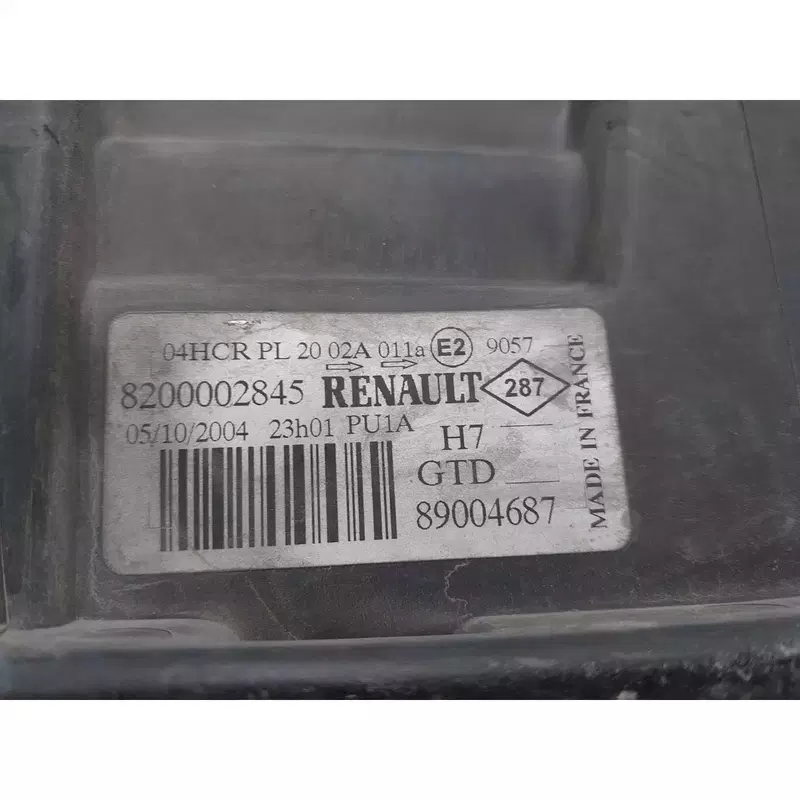 04HCR PL 20 02A 011a E2 9057
8200002845 RENAULT 287
05/10/2004 23h01 PU1A H7
GTD
89004687
MADE IN FRANCE